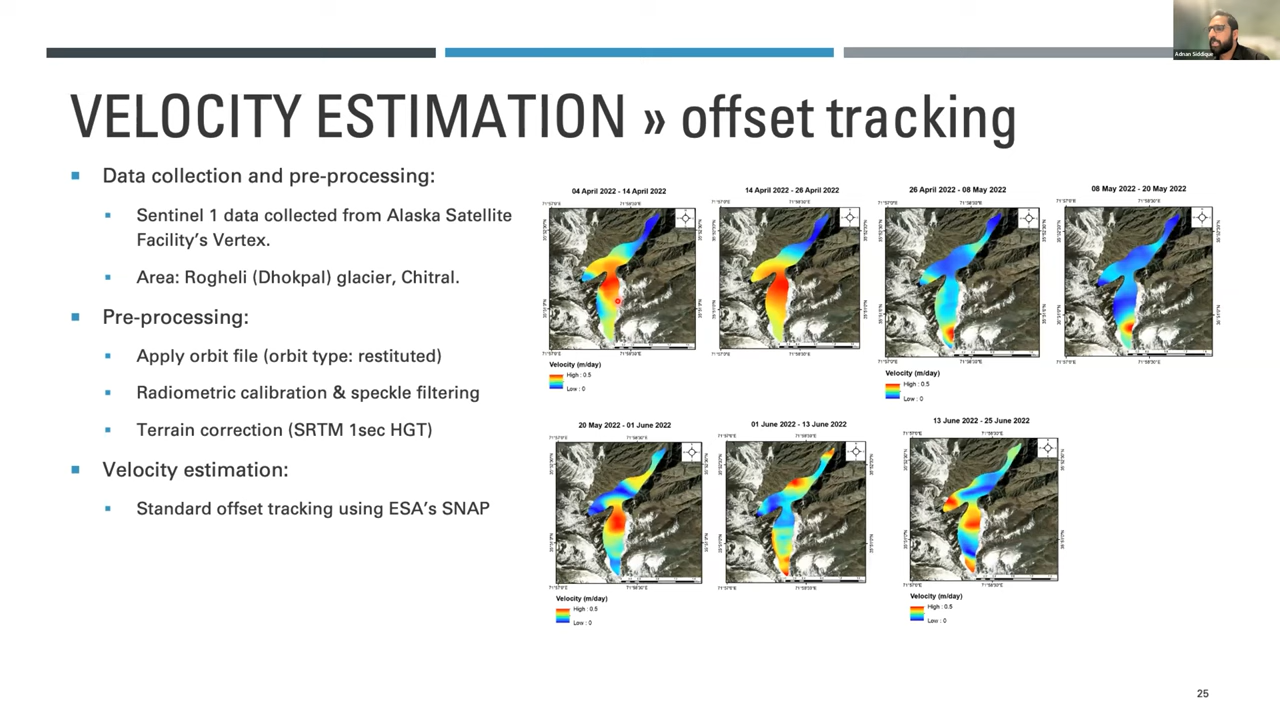 Adnan Siddique
VELOCITY ESTIMATION » offset tracking
Data collection and pre-processing:
Sentinel 1 data collected from Alaska Satellite
Facility's Vertex.
Area: Rogheli (Dhokpal) glacier, Chitral.
Pre-processing:
Apply orbit file (orbit type: restituted)
Radiometric calibration & speckle filtering
Terrain correction (SRTM 1sec HGT)
Velocity estimation:
Standard offset tracking using ESA's SNAP
04 April 2022 - 14 April 2022
14 April 2022 - 26 April 2022
26 April 2022 - 08 May 2022
08 May 2022 - 20 May 2022
Velocity (m/day)
High : 0.5
Low : 0
Velocity (m/day)
High : 0.5
Low : 0
20 May 2022 - 01 June 2022
01 June 2022 - 13 June 2022
13 June 2022 - 25 June 2022
Velocity (m/day)
High : 0.5
Low : 0
Velocity (m/day)
High : 0.5
Low : 0
25